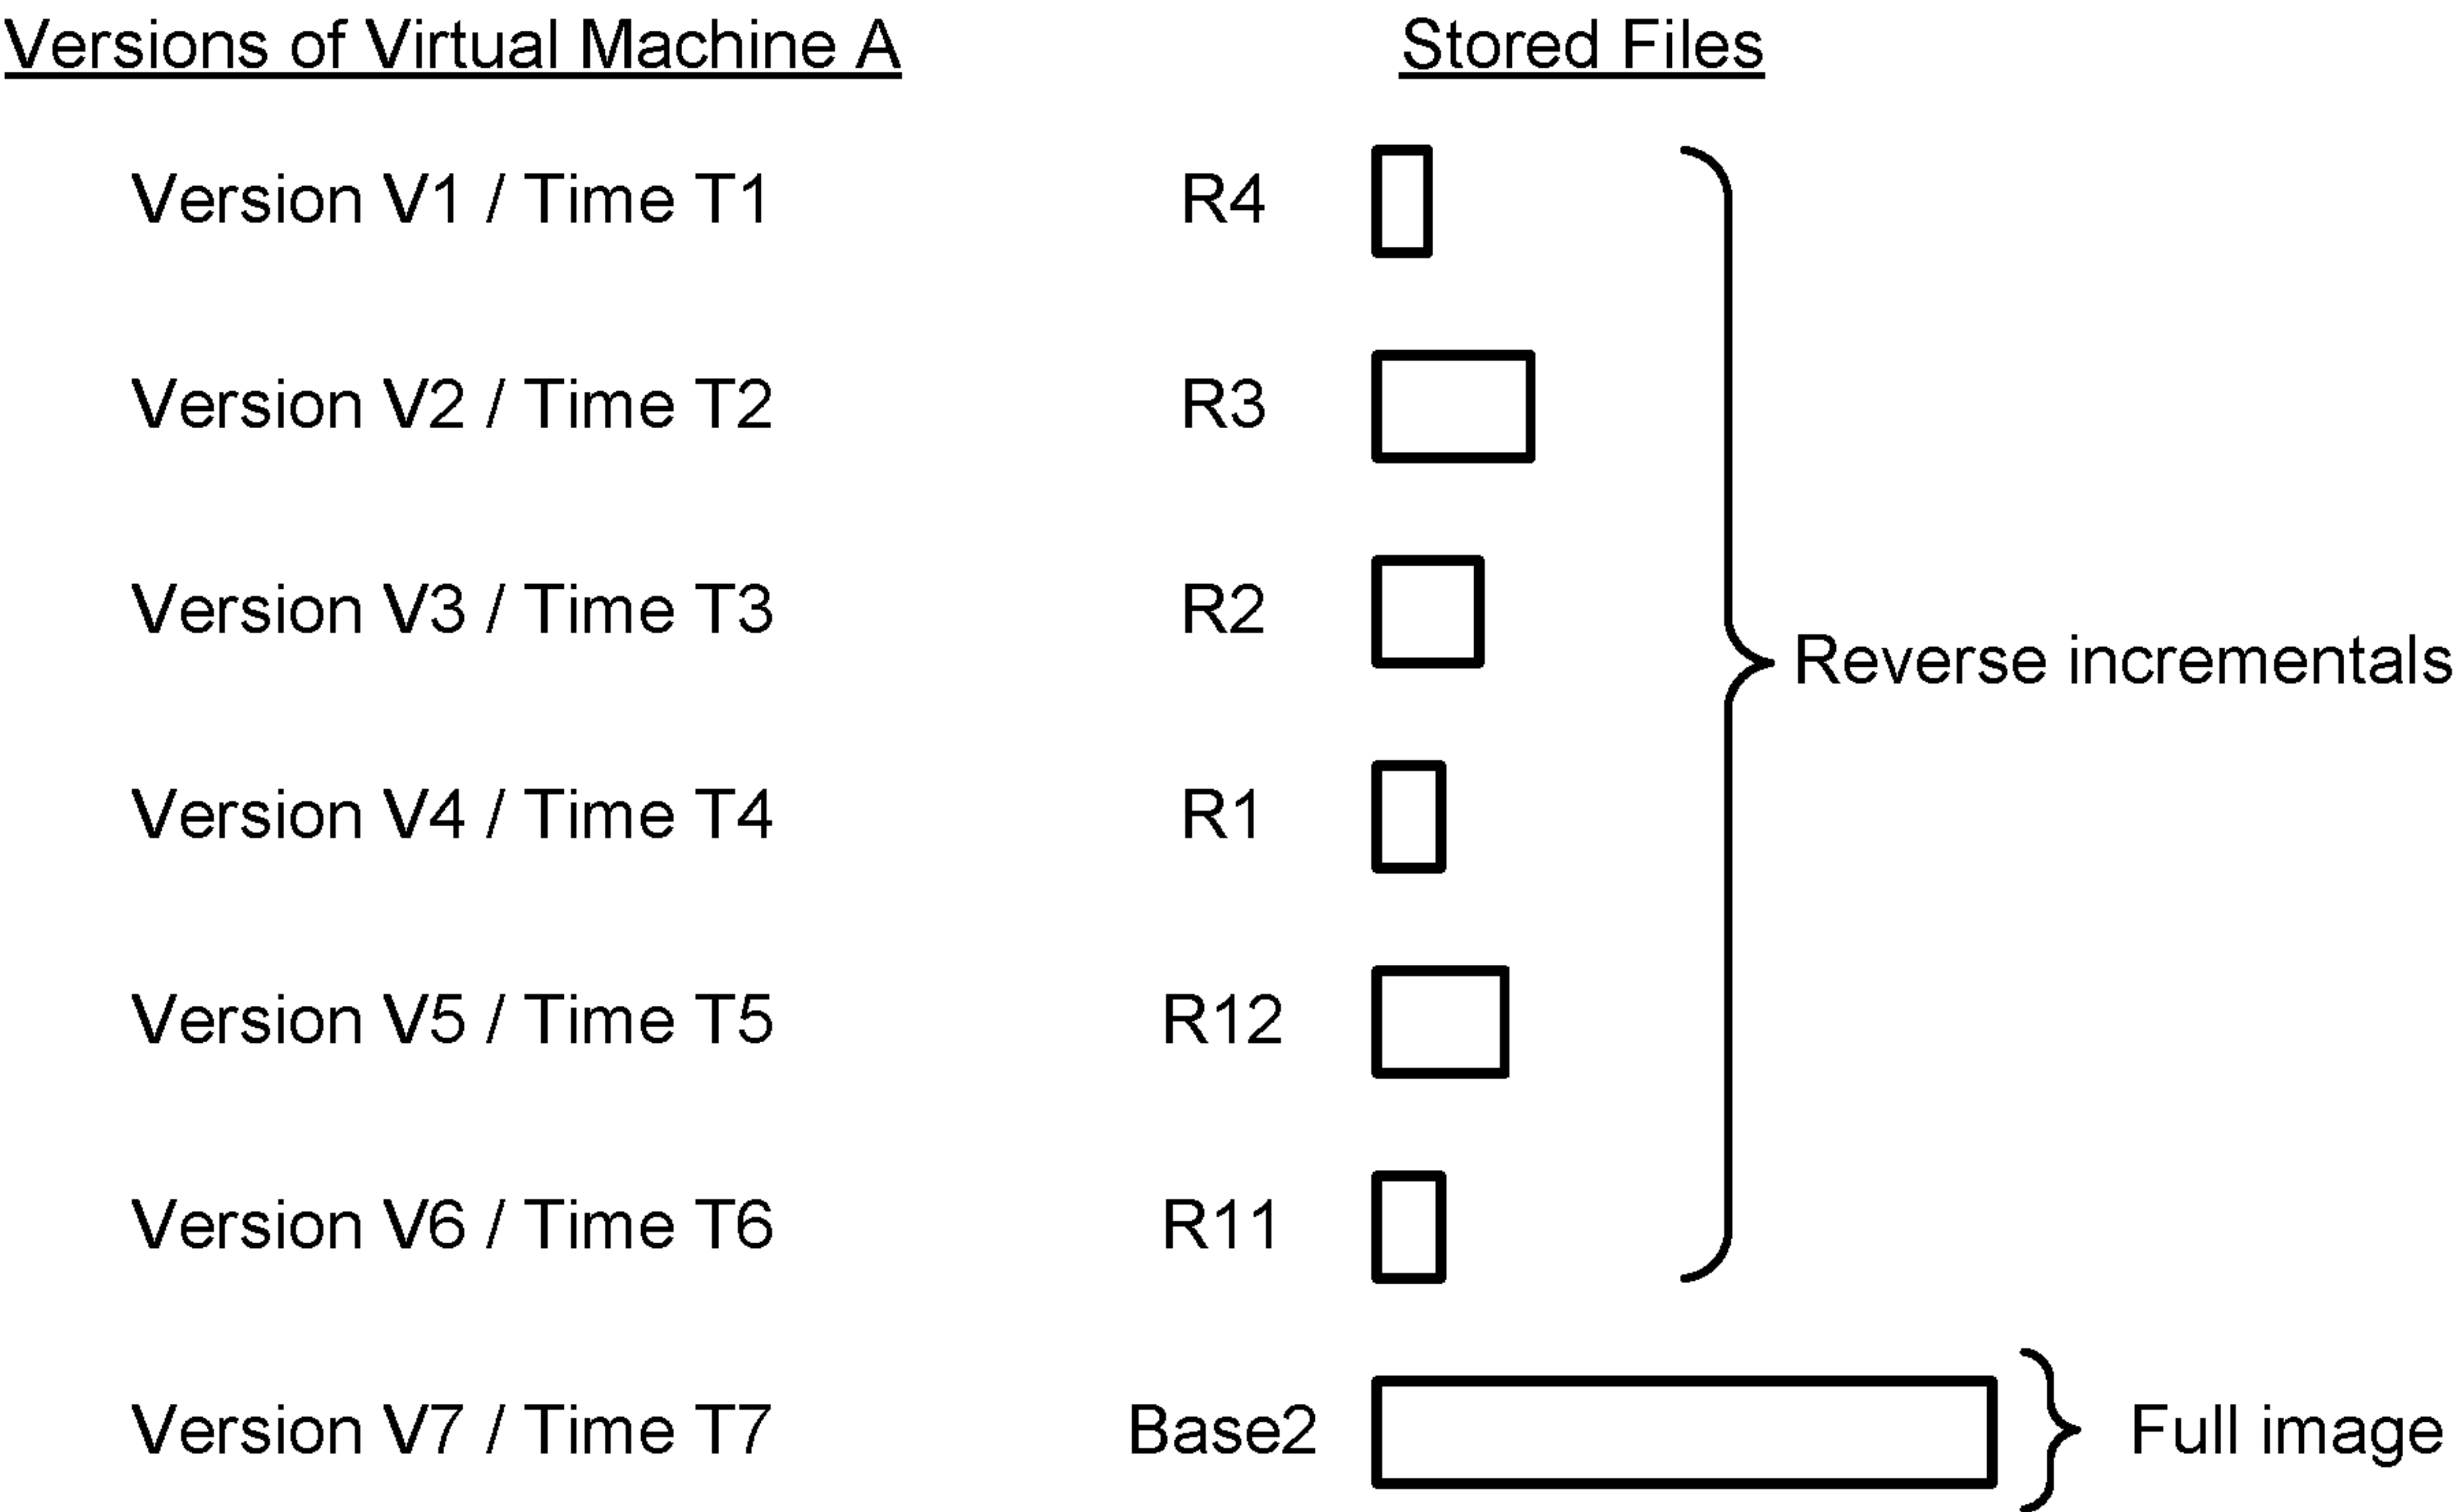 Versions of Virtual Machine A Stored Files
Version V1 / Time T1 R4
Version V2 / Time T2 R3
Version V3 / Time T3 R2
Reverse incrementals
Version V4 / Time T4 R1
Version V5 / Time T5 R12
Version V6 / Time T6 R11
Version V7 / Time T7 Base2 Full image